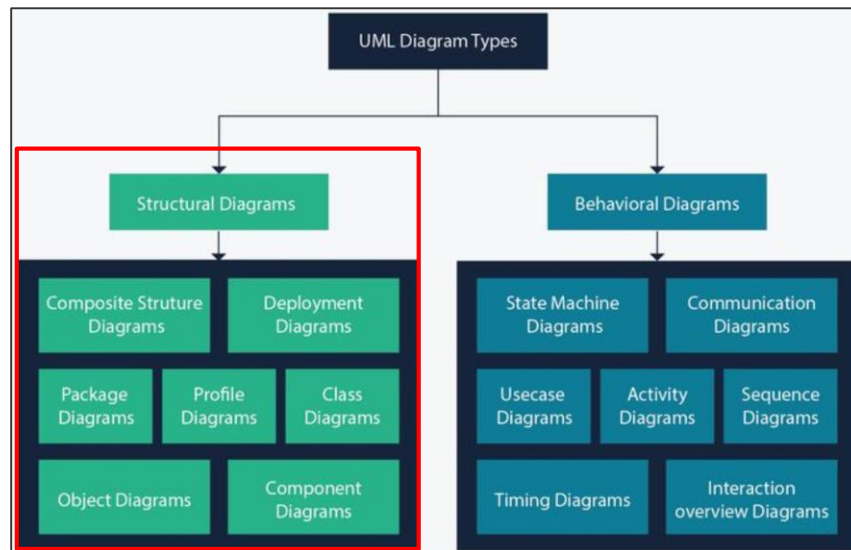 UML Diagram Types
Structural Diagrams
Behavioral Diagrams
Composite Struture
Diagrams
Deployment
Diagrams
Package
Diagrams
Profile
Diagrams
Class
Diagrams
Object Diagrams
Component
Diagrams
State Machine
Diagrams
Communication
Diagrams
Usecase
Diagrams
Activity
Diagrams
Sequence
Diagrams
Timing Diagrams
Interaction
overview Diagrams